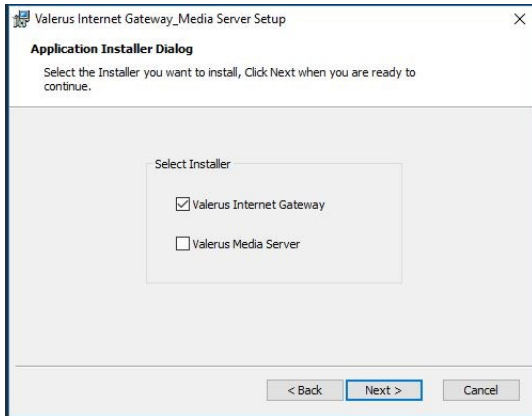 Valerus Internet Gateway_Media Server Setup
Application Installer Dialog
Select the Installer you want to install, Click Next when you are ready to
continue.
Select Installer
Valerus Internet Gateway
Valerus Media Server
< Back
Next >
Cancel